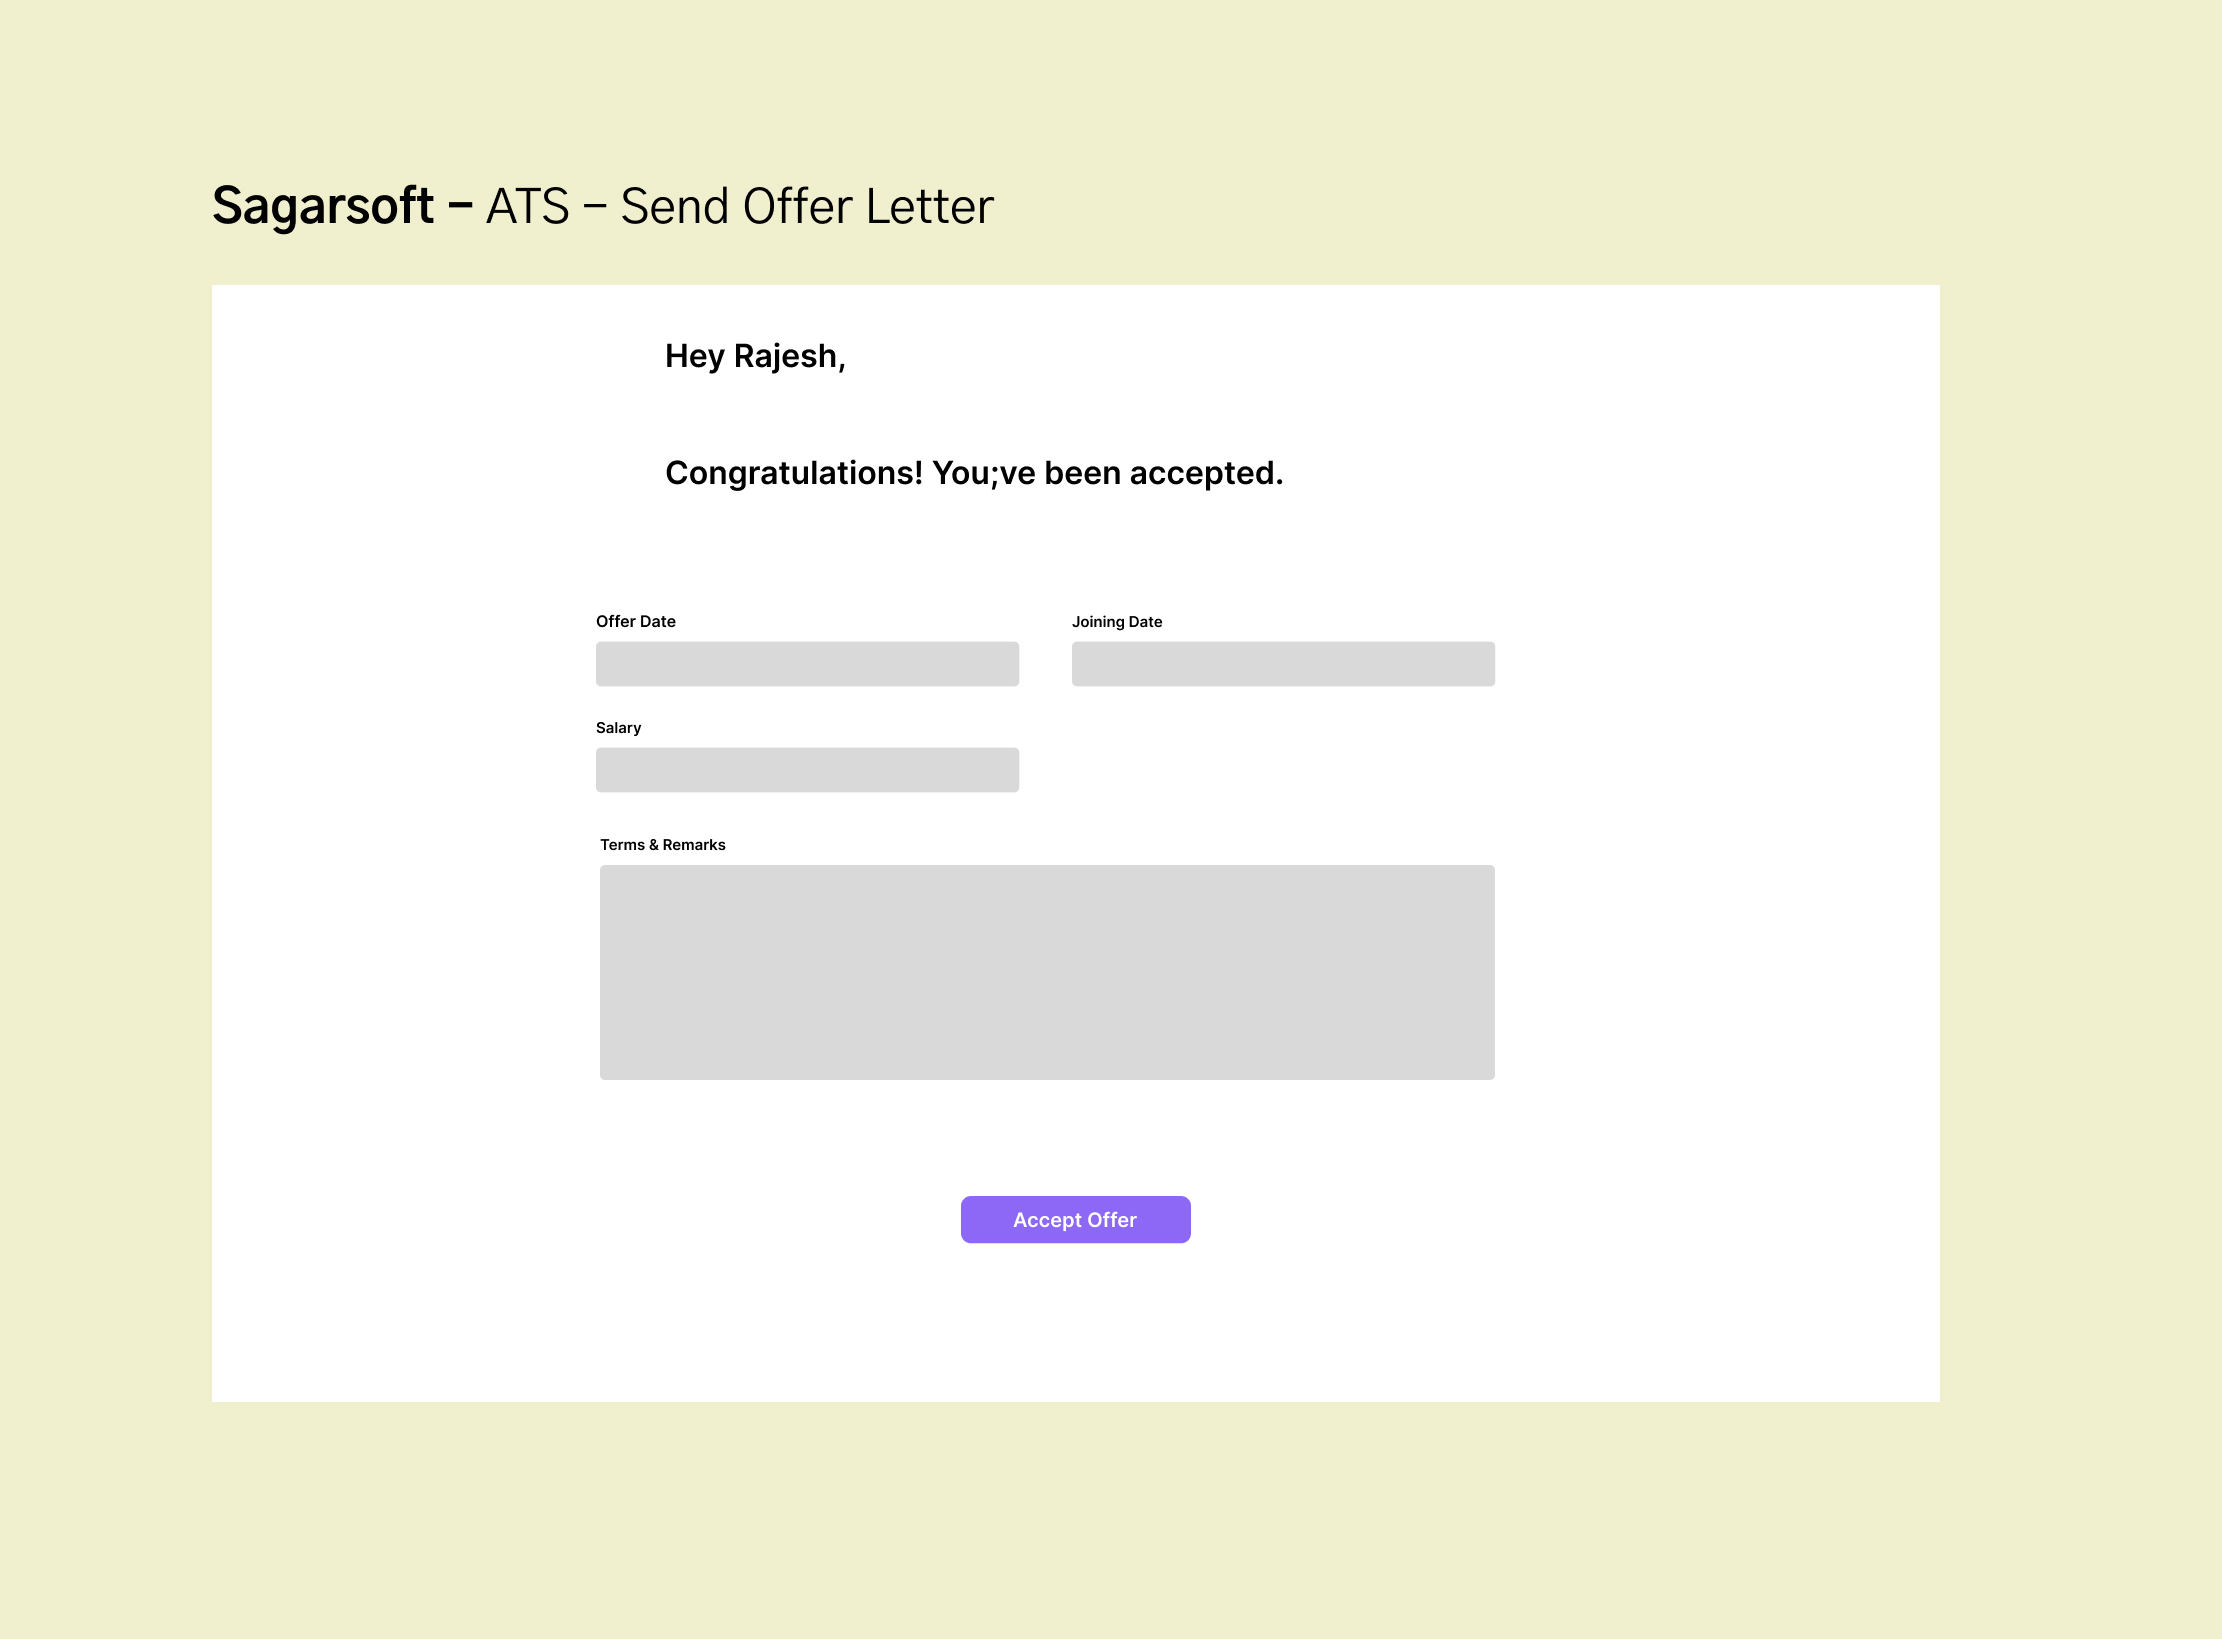 Sagarsoft – ATS – Send Offer Letter
Hey Rajesh,
Congratulations! You;ve been accepted.
Offer Date
Joining Date
Salary
Terms & Remarks
Accept Offer